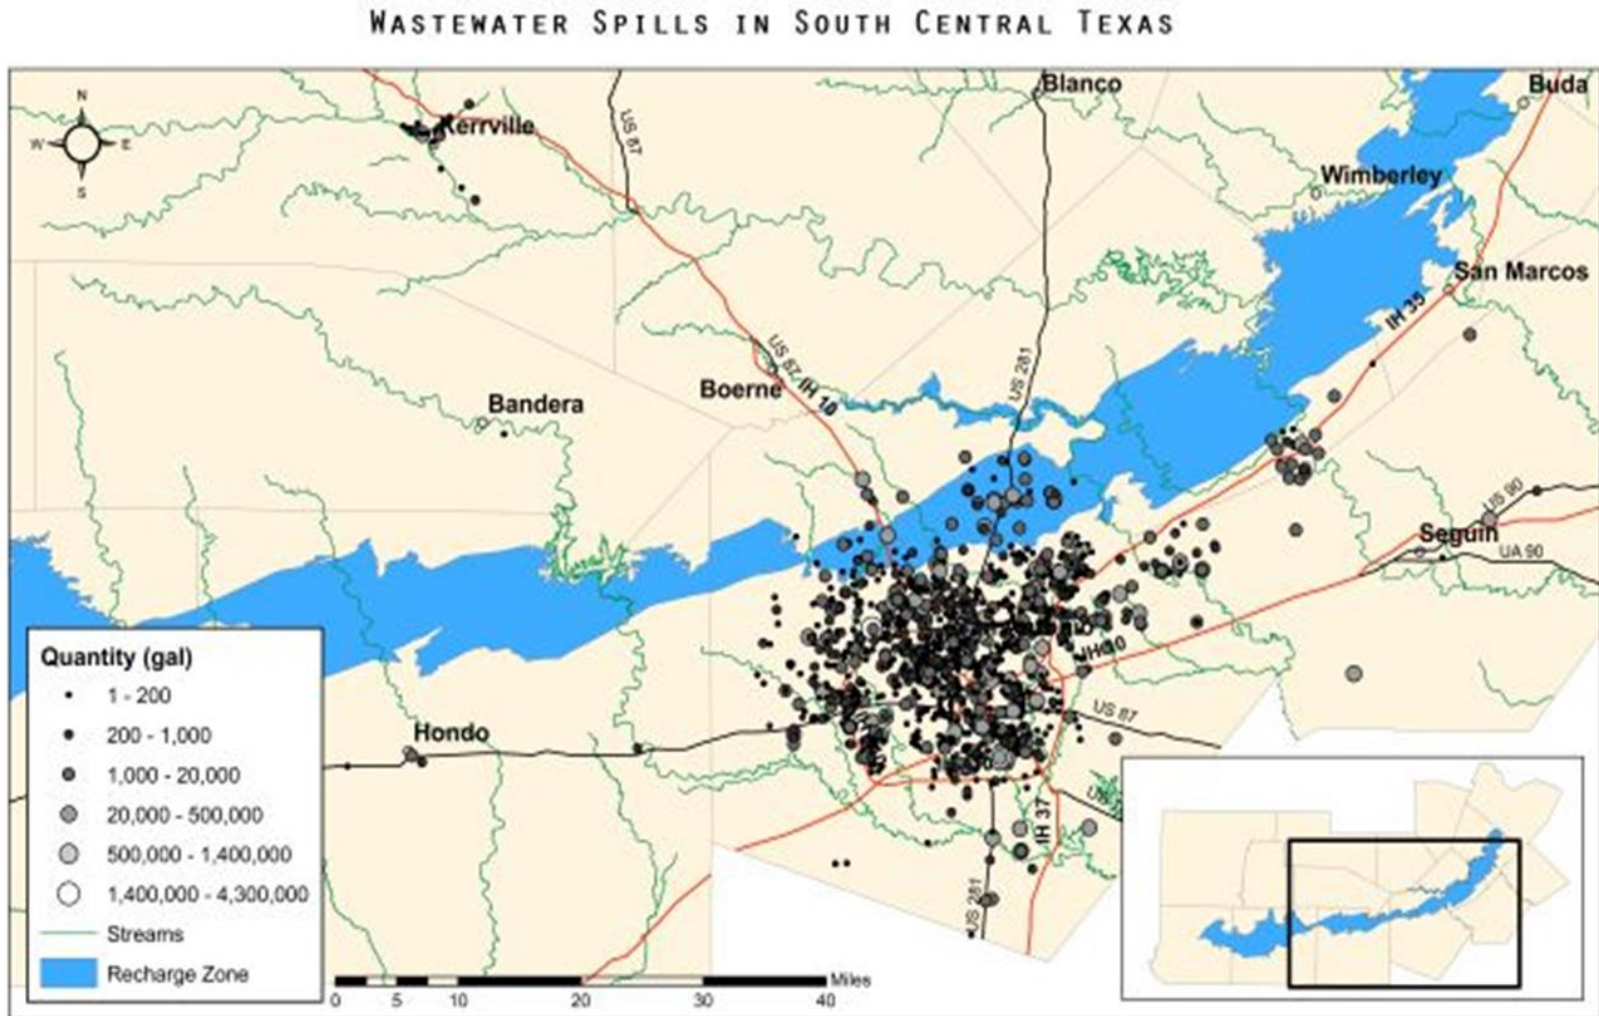 WASTEWATER SPILLS IN SOUTH CENTRAL TEXAS
N
W E
S
Kerrville
US 87
Blanco
Buda
Wimberley
San Marcos
IH 35
US 281
US 87
IH 10
Boerne
Bandera
US 90
Seguin
UA 90
IH 10
US 87
Hondo
IH 37
US 281
Quantity (gal)
1 - 200
200 - 1,000
1,000 - 20,000
20,000 - 500,000
500,000 - 1,400,000
1,400,000 - 4,300,000
Streams
Recharge Zone
Miles
0 5 10 20 30 40